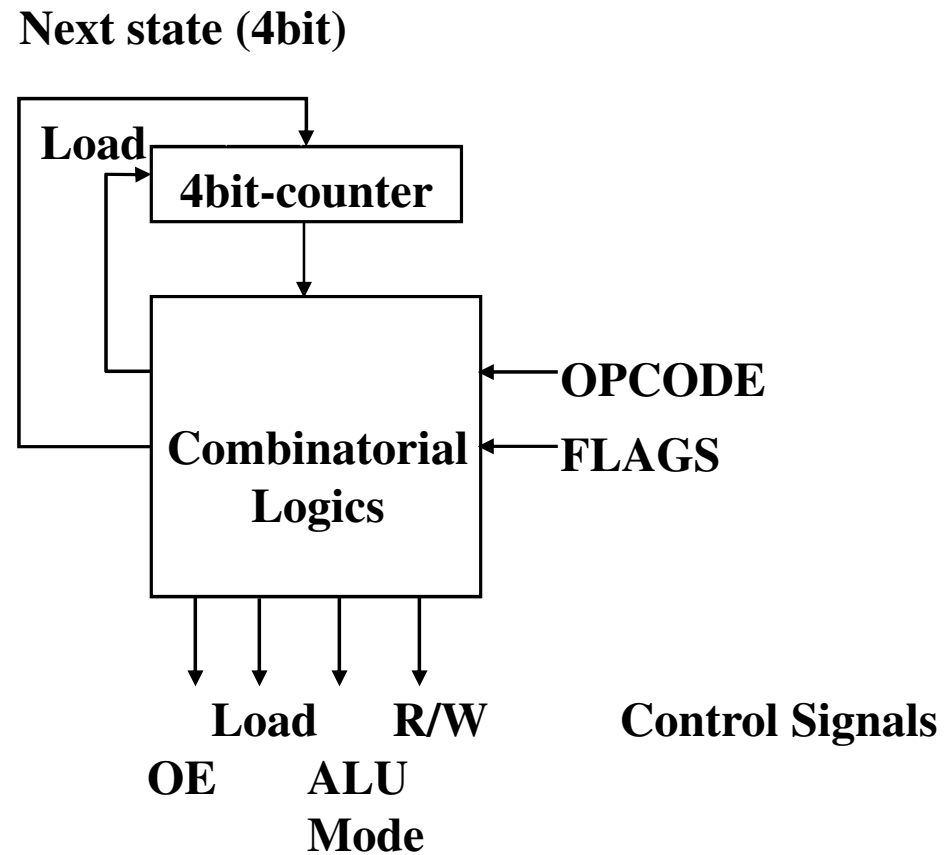 Next state (4bit)
Load
4bit-counter
OPCODE
Combinatorial
Logics
FLAGS
Load R/W Control Signals
OE ALU
Mode